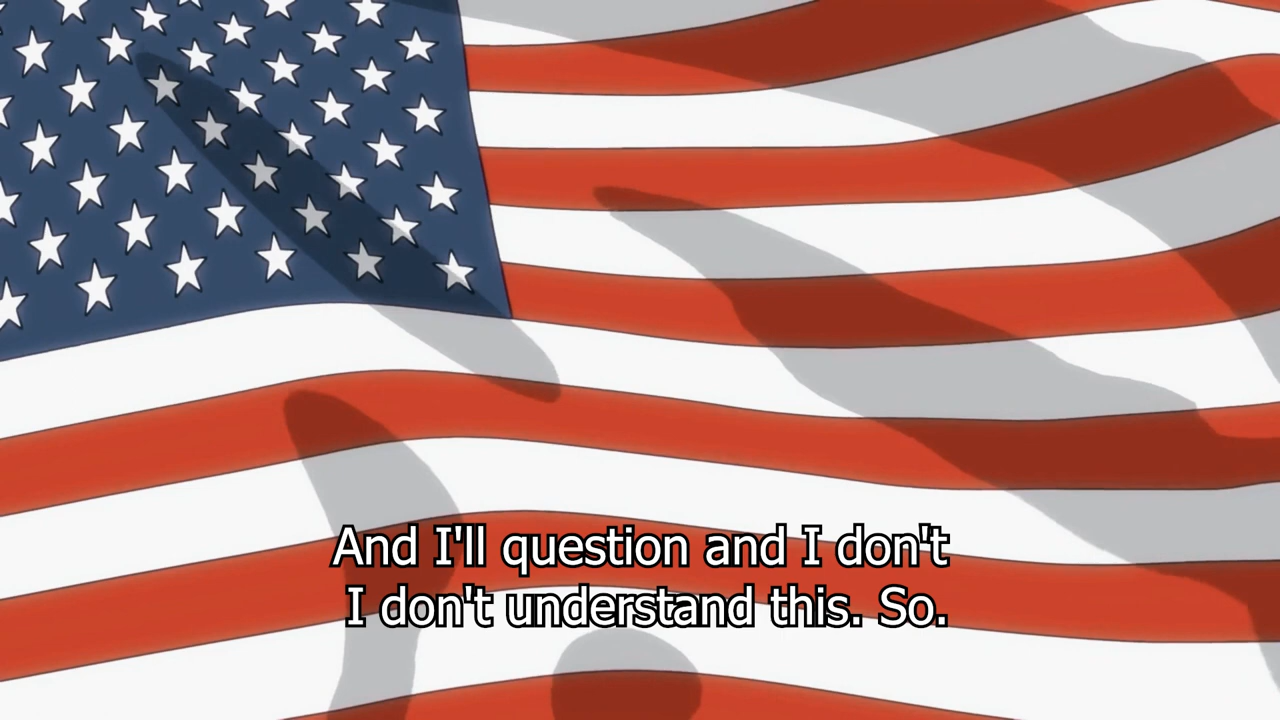 And I'll question and I don't
I don't understand this. So.